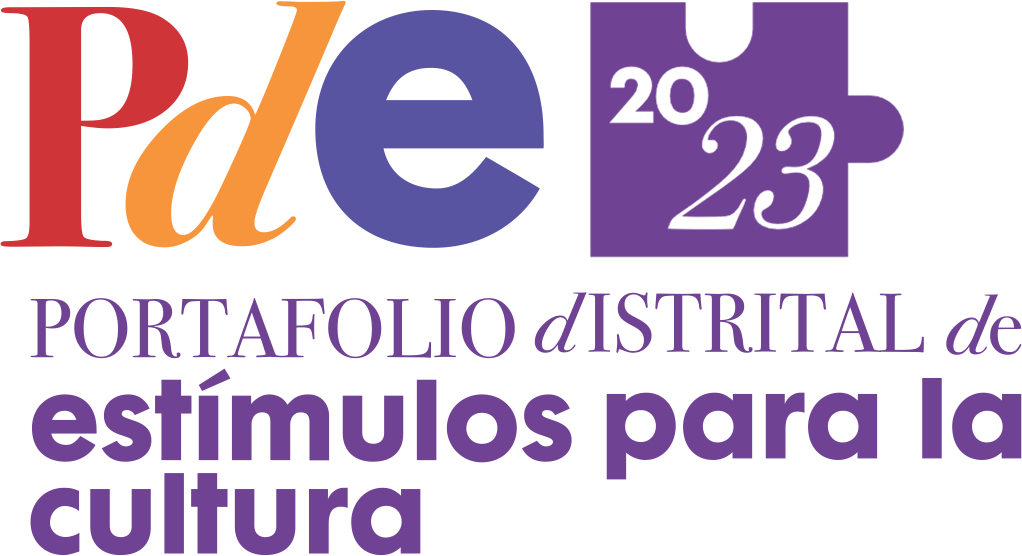 Pde
20
23
PORTAFOLIO dISTRITAL de
estímulos para la
cultura